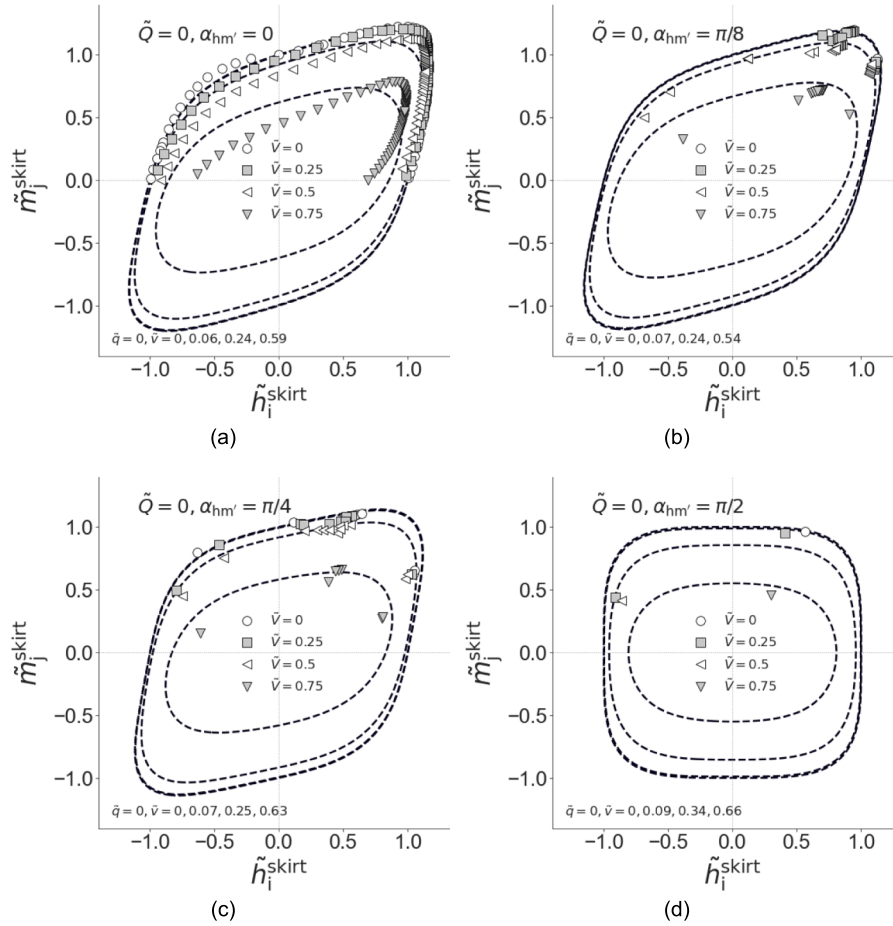 Q̃ = 0, α_hm′ = 0
1.0
0.5
0.0
−0.5
−1.0
m̃_j^skirt
Ṽ = 0
Ṽ = 0.25
Ṽ = 0.5
Ṽ = 0.75
q̃ = 0, ṽ = 0, 0.06, 0.24, 0.59
−1.0 −0.5 0.0 0.5 1.0
h̃_i^skirt
(a)
Q̃ = 0, α_hm′ = π/8
1.0
0.5
0.0
−0.5
−1.0
m̃_j^skirt
Ṽ = 0
Ṽ = 0.25
Ṽ = 0.5
Ṽ = 0.75
q̃ = 0, ṽ = 0, 0.07, 0.24, 0.54
−1.0 −0.5 0.0 0.5 1.0
h̃_i^skirt
(b)
Q̃ = 0, α_hm′ = π/4
1.0
0.5
0.0
−0.5
−1.0
m̃_j^skirt
Ṽ = 0
Ṽ = 0.25
Ṽ = 0.5
Ṽ = 0.75
q̃ = 0, ṽ = 0, 0.07, 0.25, 0.63
−1.0 −0.5 0.0 0.5 1.0
h̃_i^skirt
(c)
Q̃ = 0, α_hm′ = π/2
1.0
0.5
0.0
−0.5
−1.0
m̃_j^skirt
Ṽ = 0
Ṽ = 0.25
Ṽ = 0.5
Ṽ = 0.75
q̃ = 0, ṽ = 0, 0.09, 0.34, 0.66
−1.0 −0.5 0.0 0.5 1.0
h̃_i^skirt
(d)